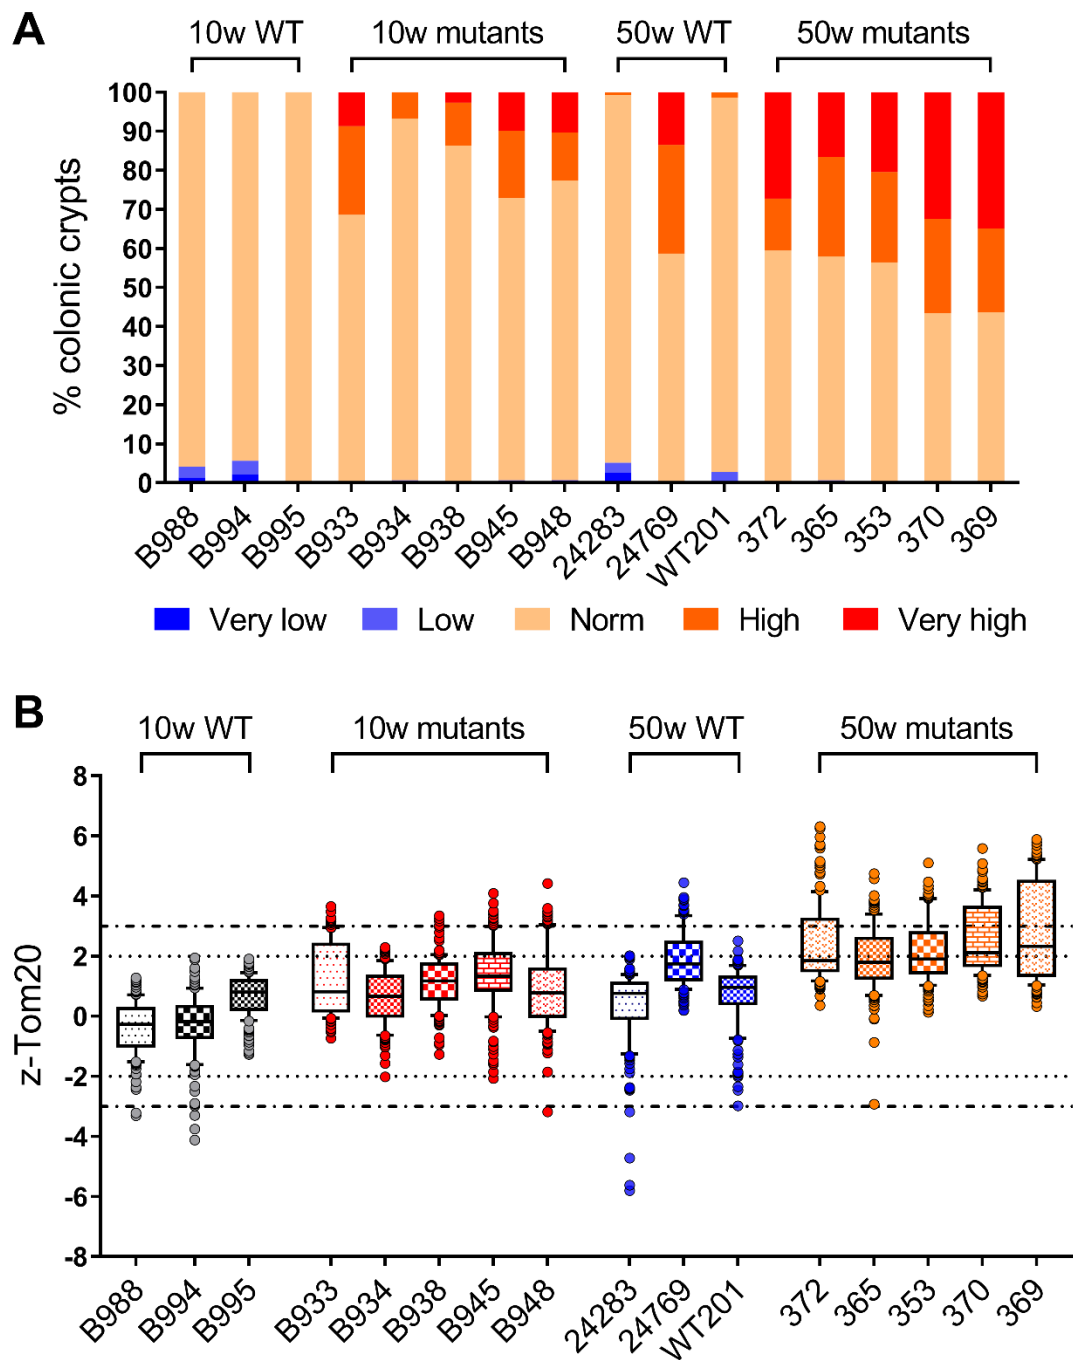 A
10w WT 10w mutants 50w WT 50w mutants
% colonic crypts
100
90
80
70
60
50
40
30
20
10
0
B988 B994 B995 B933 B934 B938 B945 B948 24283 24769 WT201 372 365 353 370 369
Very low Low Norm High Very high
B
10w WT 10w mutants 50w WT 50w mutants
z-Tom20
8
6
4
2
0
-2
-4
-6
-8
B988 B994 B995 B933 B934 B938 B945 B948 24283 24769 WT201 372 365 353 370 369